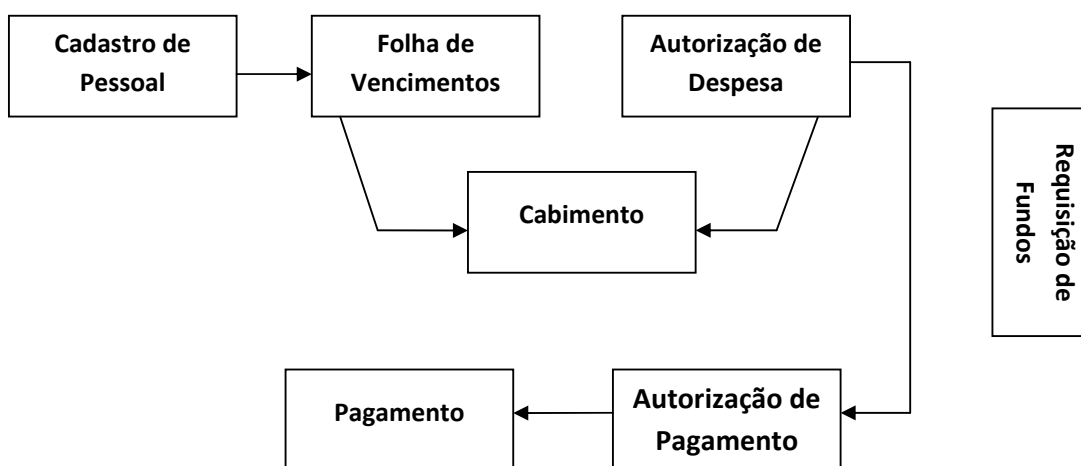 Cadastro de
Pessoal
Folha de
Vencimentos
Autorização de
Despesa
Requisição de
Fundos
Cabimento
Pagamento
Autorização de
Pagamento